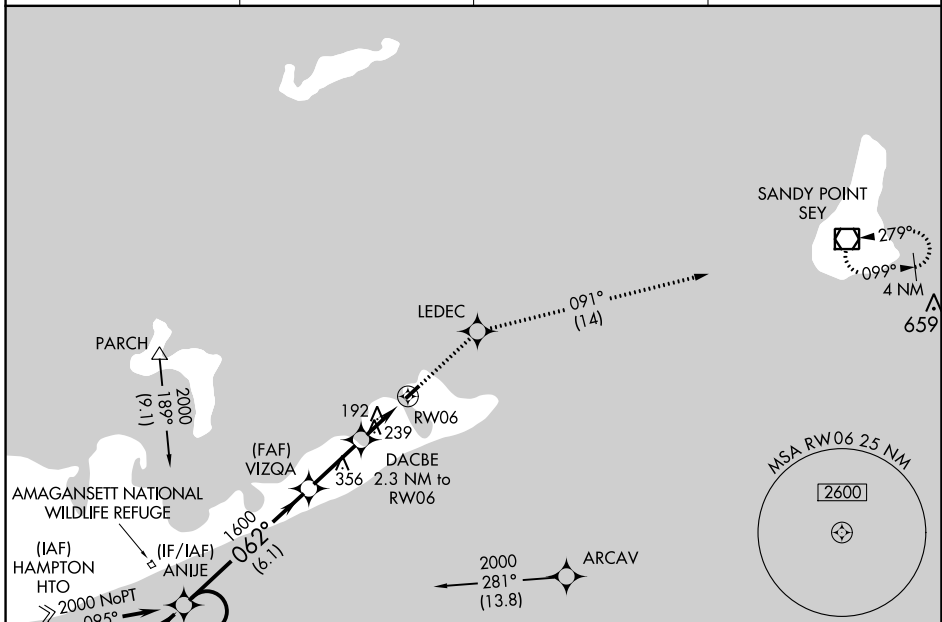 SANDY POINT
SEY
279°
099°
4 NM
659
LEDEC
091°
(14)
PARCH
2000
189°
(9.1)
192
RW06
239
(FAF)
VIZQA
356
DACBE
2.3 NM to
RW06
MSA RW06 25 NM
2600
AMAGANSETT NATIONAL
WILDLIFE REFUGE
1600
062°
(6.1)
(IAF)
HAMPTON
HTO
(IF/IAF)
ANIJE
2000
281°
(13.8)
ARCAV
2000 NoPT
095°